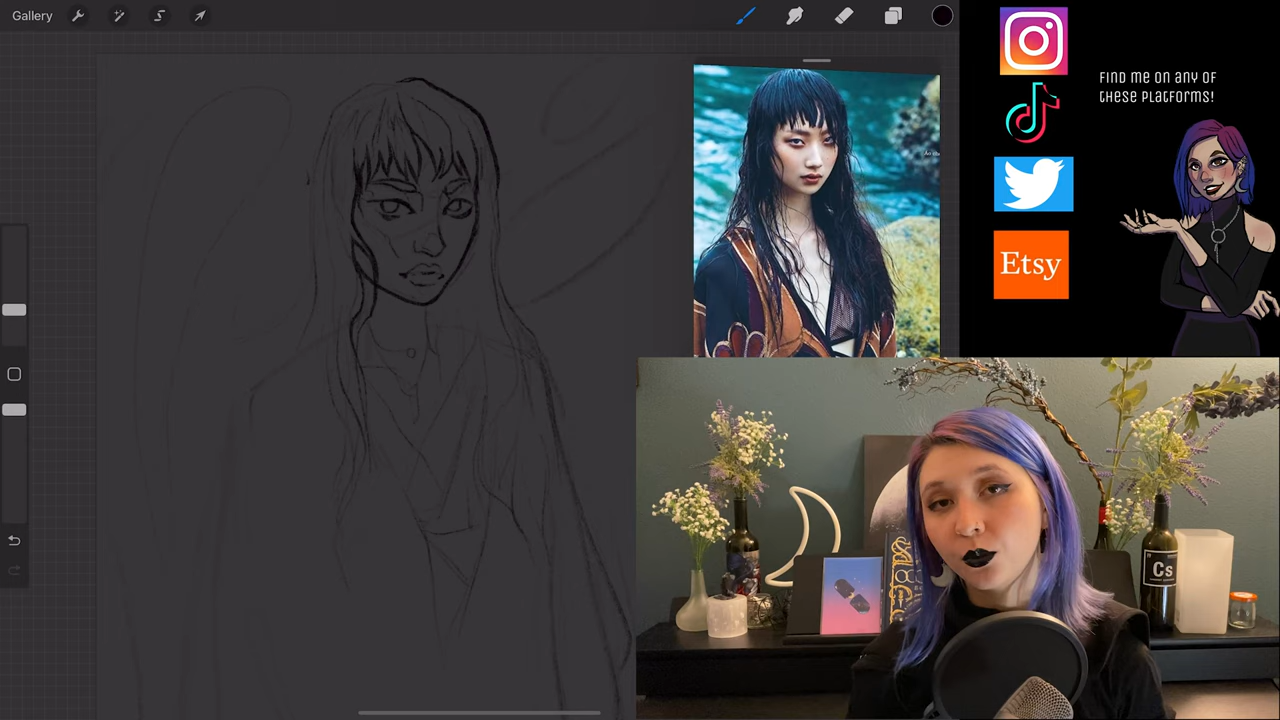 Gallery
FIND ME ON ANY OF
THESE PLATFORMS!
Etsy
Cs